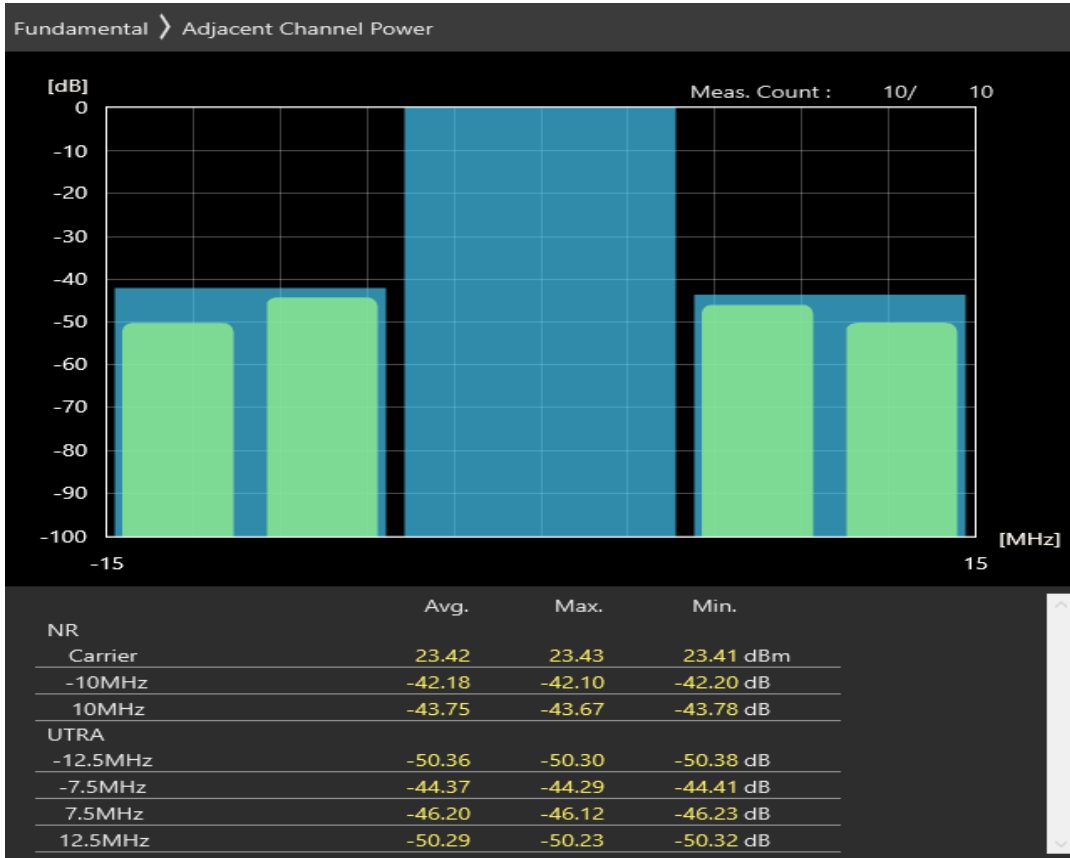 Fundamental 》 Adjacent Channel Power
[dB]
Meas. Count : 10/ 10
0
-10
-20
-30
-40
-50
-60
-70
-80
-90
-100
[MHz]
-15 15
Avg. Max. Min.
NR
Carrier 23.42 23.43 23.41 dBm
-10MHz -42.18 -42.10 -42.20 dB
10MHz -43.75 -43.67 -43.78 dB
UTRA
-12.5MHz -50.36 -50.30 -50.38 dB
-7.5MHz -44.37 -44.29 -44.41 dB
7.5MHz -46.20 -46.12 -46.23 dB
12.5MHz -50.29 -50.23 -50.32 dB